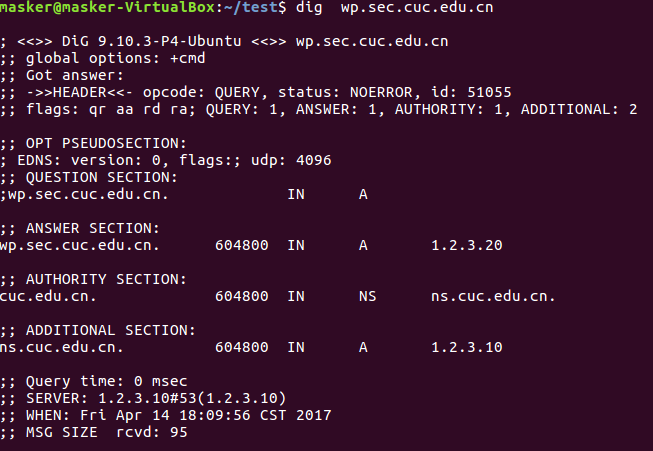 masker@masker-VirtualBox:~/test$ dig  wp.sec.cuc.edu.cn
; <<>> DiG 9.10.3-P4-Ubuntu <<>> wp.sec.cuc.edu.cn
;; global options: +cmd
;; Got answer:
;; ->>HEADER<<- opcode: QUERY, status: NOERROR, id: 51055
;; flags: qr aa rd ra; QUERY: 1, ANSWER: 1, AUTHORITY: 1, ADDITIONAL: 2
;; OPT PSEUDOSECTION:
; EDNS: version: 0, flags:; udp: 4096
;; QUESTION SECTION:
;wp.sec.cuc.edu.cn. IN A
;; ANSWER SECTION:
wp.sec.cuc.edu.cn. 604800 IN A 1.2.3.20
;; AUTHORITY SECTION:
cuc.edu.cn. 604800 IN NS ns.cuc.edu.cn.
;; ADDITIONAL SECTION:
ns.cuc.edu.cn. 604800 IN A 1.2.3.10
;; Query time: 0 msec
;; SERVER: 1.2.3.10#53(1.2.3.10)
;; WHEN: Fri Apr 14 18:09:56 CST 2017
;; MSG SIZE  rcvd: 95